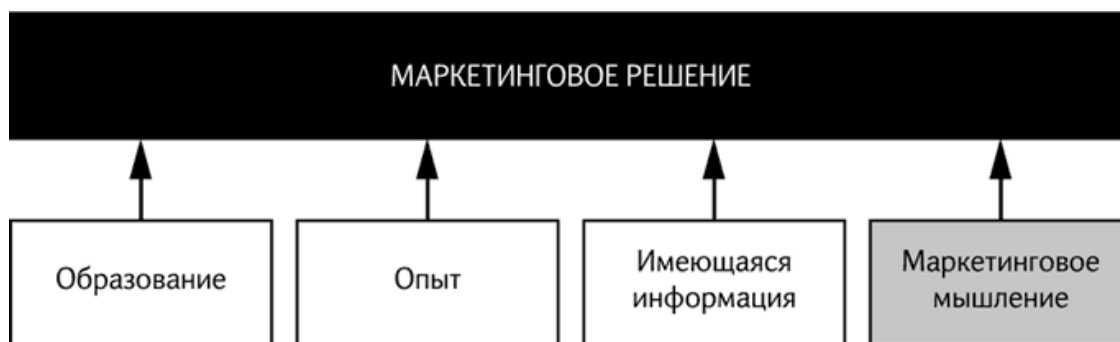 МАРКЕТИНГОВОЕ РЕШЕНИЕ
Образование
Опыт
Имеющаяся
информация
Маркетинговое
мышление